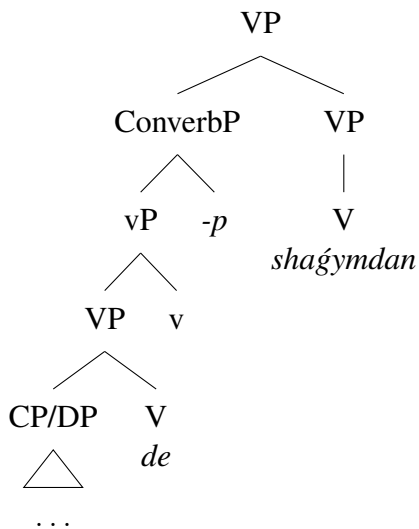 VP
ConverbP VP
vP -p V
shaǵymdan
VP v
CP/DP V
de
. . .